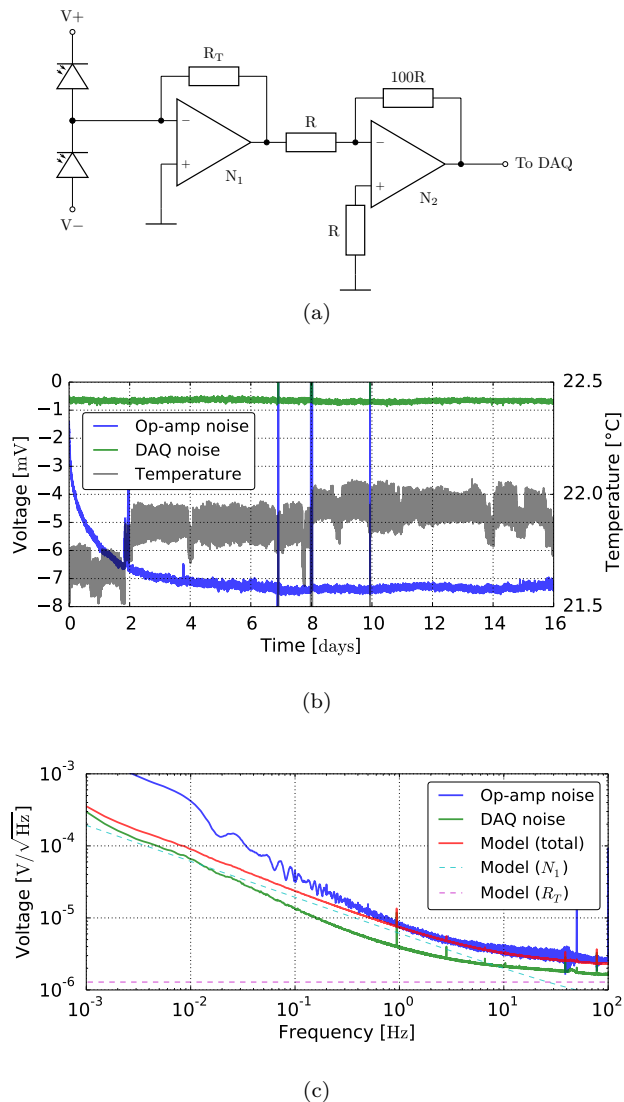 V+
R_T
100R
R
−
−
+
N_1
+
N_2
To DAQ
R
V−
(a)
0
−1
−2
−3
−4
−5
−6
−7
−8
Voltage [mV]
Op-amp noise
DAQ noise
Temperature
22.5
22.0
21.5
Temperature [°C]
0 2 4 6 8 10 12 14 16
Time [days]
(b)
10^-3
10^-4
10^-5
10^-6
Voltage [V/√Hz]
Op-amp noise
DAQ noise
Model (total)
Model (N_1)
Model (R_T)
10^-3 10^-2 10^-1 10^0 10^1 10^2
Frequency [Hz]
(c)